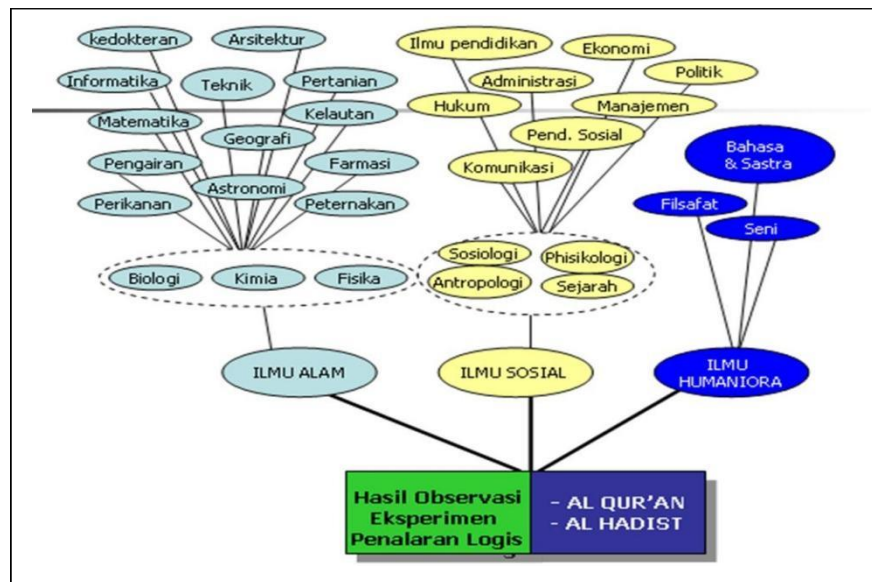 kedokteran
Arsitektur
Informatika
Teknik
Pertanian
Matematika
Geografi
Kelautan
Pengairan
Astronomi
Farmasi
Perikanan
Peternakan
Biologi
Kimia
Fisika
ILMU ALAM
Ilmu pendidikan
Ekonomi
Administrasi
Politik
Hukum
Manajemen
Pend. Sosial
Komunikasi
Sosiologi
Phisikologi
Antropologi
Sejarah
ILMU SOSIAL
Bahasa
& Sastra
Filsafat
Seni
ILMU
HUMANIORA
Hasil Observasi
Eksperimen
Penalaran Logis
- AL QUR'AN
- AL HADIST